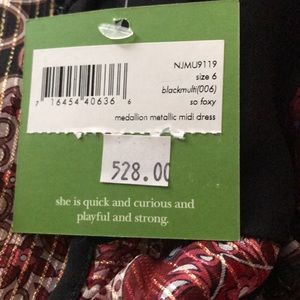 NJMU9119
size 6
blackmulti(006)
so foxy
7 16454 40636 6
medallion metallic midi dress
528.00
she is quick and curious and
playful and strong.